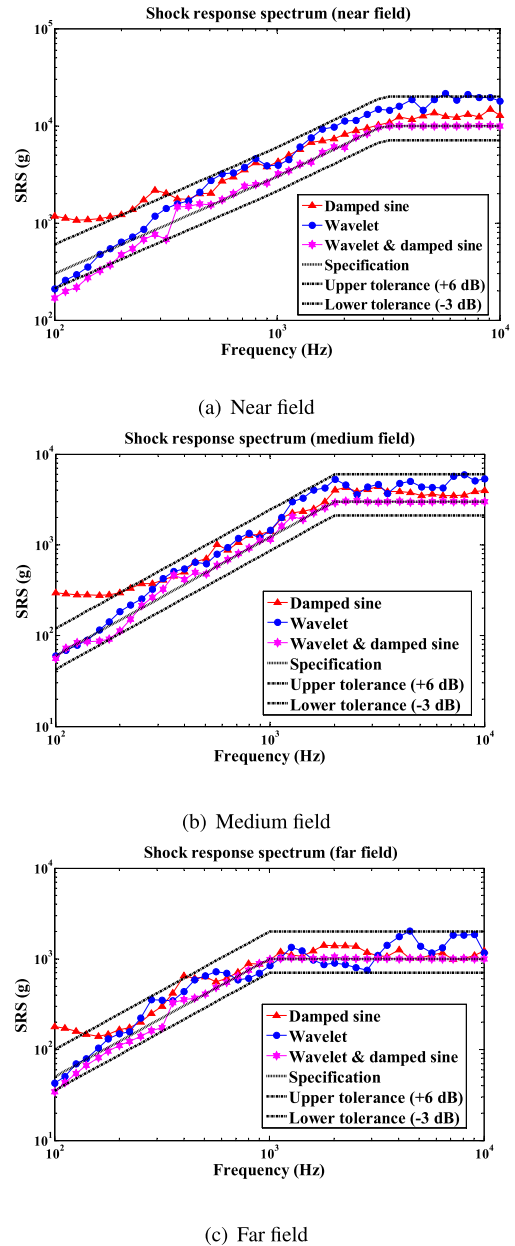 Shock response spectrum (near field)
10^5
10^4
10^3
10^2
SRS (g)
Damped sine
Wavelet
Wavelet & damped sine
Specification
Upper tolerance (+6 dB)
Lower tolerance (-3 dB)
10^2 10^3 10^4
Frequency (Hz)
(a) Near field
Shock response spectrum (medium field)
10^4
10^3
10^2
10^1
SRS (g)
Damped sine
Wavelet
Wavelet & damped sine
Specification
Upper tolerance (+6 dB)
Lower tolerance (-3 dB)
10^2 10^3 10^4
Frequency (Hz)
(b) Medium field
Shock response spectrum (far field)
10^4
10^3
10^2
10^1
SRS (g)
Damped sine
Wavelet
Wavelet & damped sine
Specification
Upper tolerance (+6 dB)
Lower tolerance (-3 dB)
10^2 10^3 10^4
Frequency (Hz)
(c) Far field